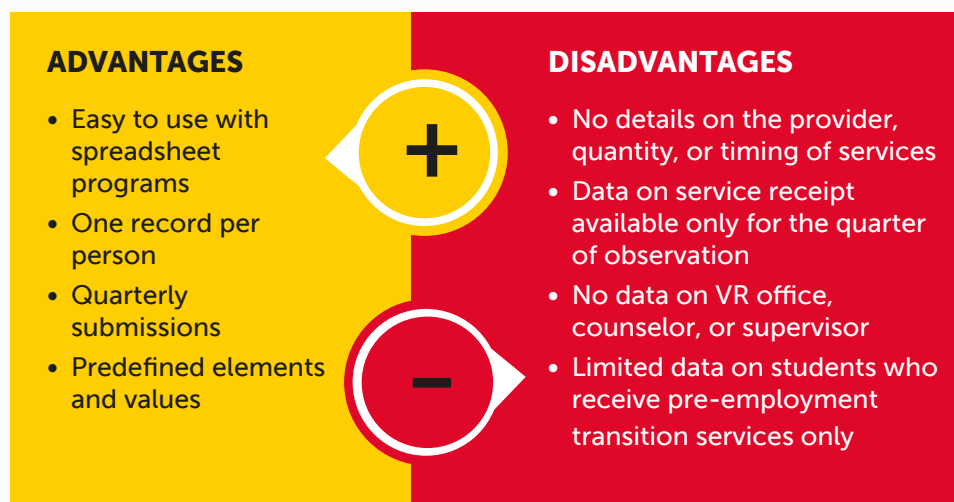 ADVANTAGES
• Easy to use with
spreadsheet
programs
• One record per
person
• Quarterly
submissions
• Predefined elements
and values
+
-
DISADVANTAGES
• No details on the provider,
quantity, or timing of services
• Data on service receipt
available only for the quarter
of observation
• No data on VR office,
counselor, or supervisor
• Limited data on students who
receive pre-employment
transition services only